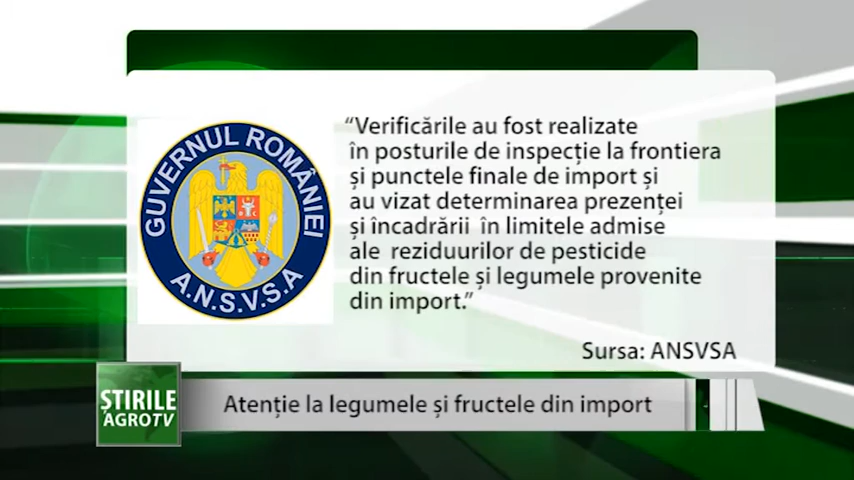 GUVERNUL ROMÂNIEI
A.N.S.V.S.A
“Verificările au fost realizate
în posturile de inspecție la frontiera
și punctele finale de import și
au vizat determinarea prezenței
și încadrării în limitele admise
ale reziduurilor de pesticide
din fructele și legumele provenite
din import.”
Sursa: ANSVSA
ȘTIRILE
AGROTV
Atenție la legumele și fructele din import